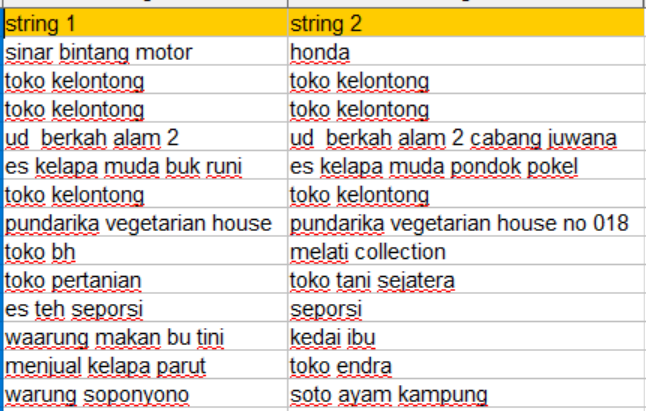 string 1 string 2
sinar bintang motor honda
toko kelontong toko kelontong
toko kelontong toko kelontong
ud  berkah alam 2 ud  berkah alam 2 cabang juwana
es kelapa muda buk runi es kelapa muda pondok pokel
toko kelontong toko kelontong
pundarika vegetarian house pundarika vegetarian house no 018
toko bh melati collection
toko pertanian toko tani sejatera
es teh seporsi seporsi
waarung makan bu tini kedai ibu
menjual kelapa parut toko endra
warung soponyono soto ayam kampung